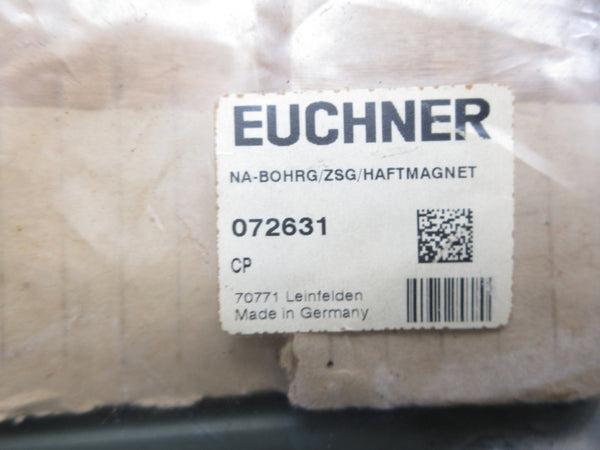 EUCHNER
NA-BOHRG/ZSG/HAFTMAGNET
072631
CP
70771 Leinfelden
Made in Germany